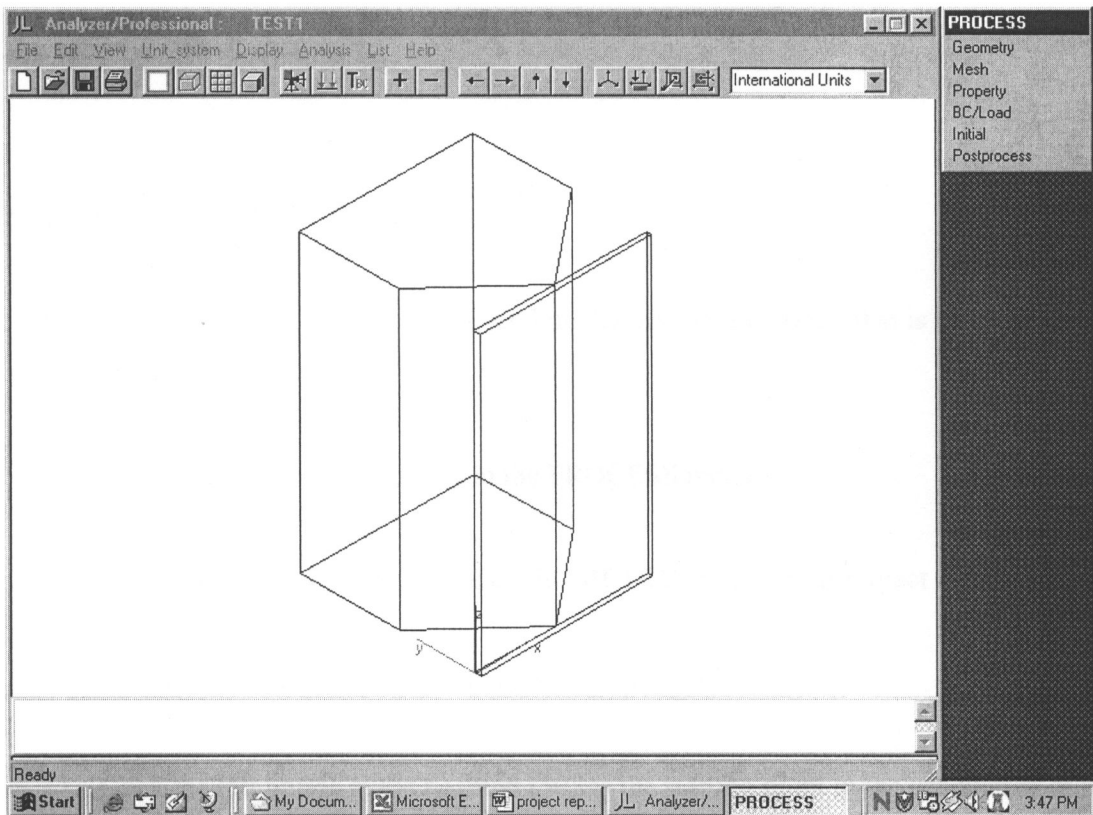 JL Analyzer/Professional : TEST1
File Edit View Unit_system Display Analysis List Help
TBC
International Units
PROCESS
Geometry
Mesh
Property
BC/Load
Initial
Postprocess
z
y
x
Ready
Start
My Docum...
Microsoft E...
project rep...
JL Analyzer/...
PROCESS
N
3:47 PM